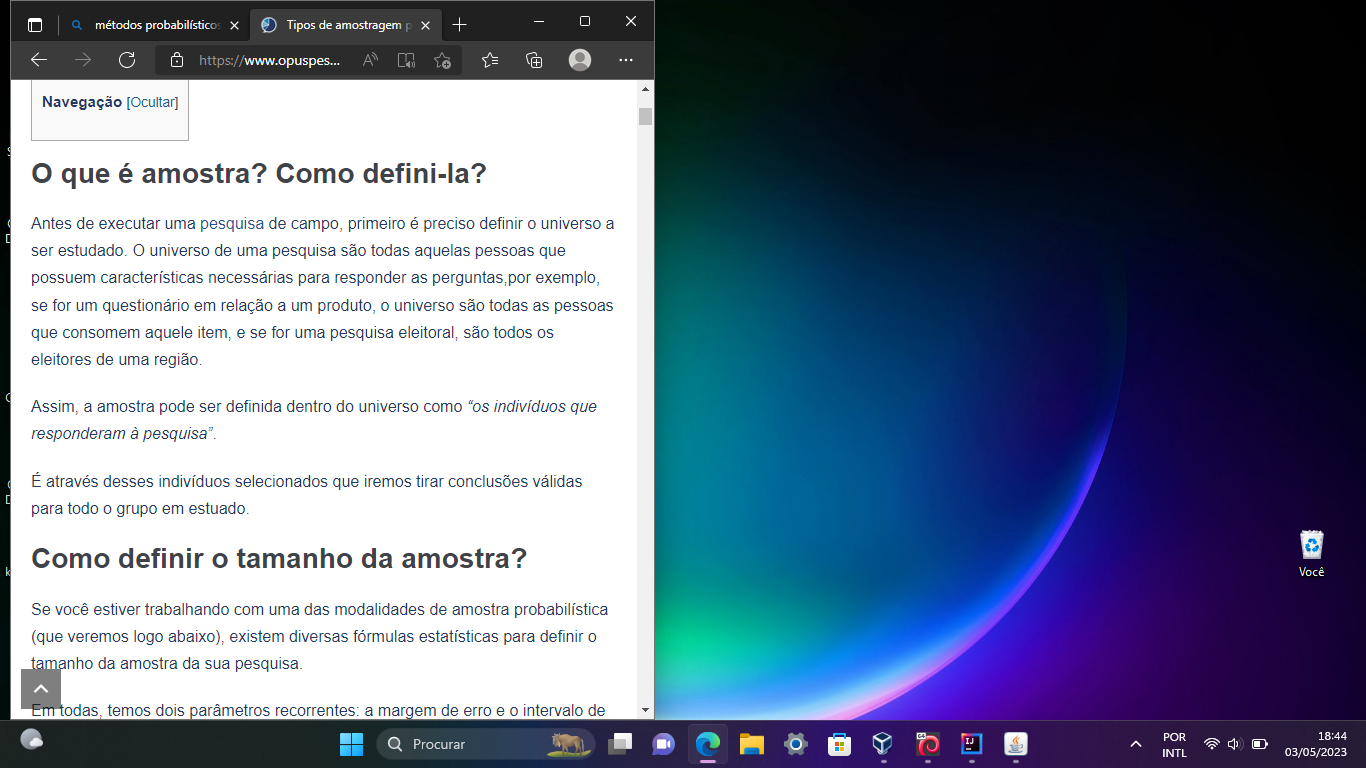 métodos probabilísticos
Tipos de amostragem p
https://www.opuspes...
Navegação [Ocultar]
O que é amostra? Como defini-la?
Antes de executar uma pesquisa de campo, primeiro é preciso definir o universo a
ser estudado. O universo de uma pesquisa são todas aquelas pessoas que
possuem características necessárias para responder as perguntas,por exemplo,
se for um questionário em relação a um produto, o universo são todas as pessoas
que consomem aquele item, e se for uma pesquisa eleitoral, são todos os
eleitores de uma região.
Assim, a amostra pode ser definida dentro do universo como “os indivíduos que
responderam à pesquisa”.
É através desses indivíduos selecionados que iremos tirar conclusões válidas
para todo o grupo em estuado.
Como definir o tamanho da amostra?
Se você estiver trabalhando com uma das modalidades de amostra probabilística
(que veremos logo abaixo), existem diversas fórmulas estatísticas para definir o
tamanho da amostra da sua pesquisa.
Em todas, temos dois parâmetros recorrentes: a margem de erro e o intervalo de
Você
Procurar
POR
INTL
18:44
03/05/2023